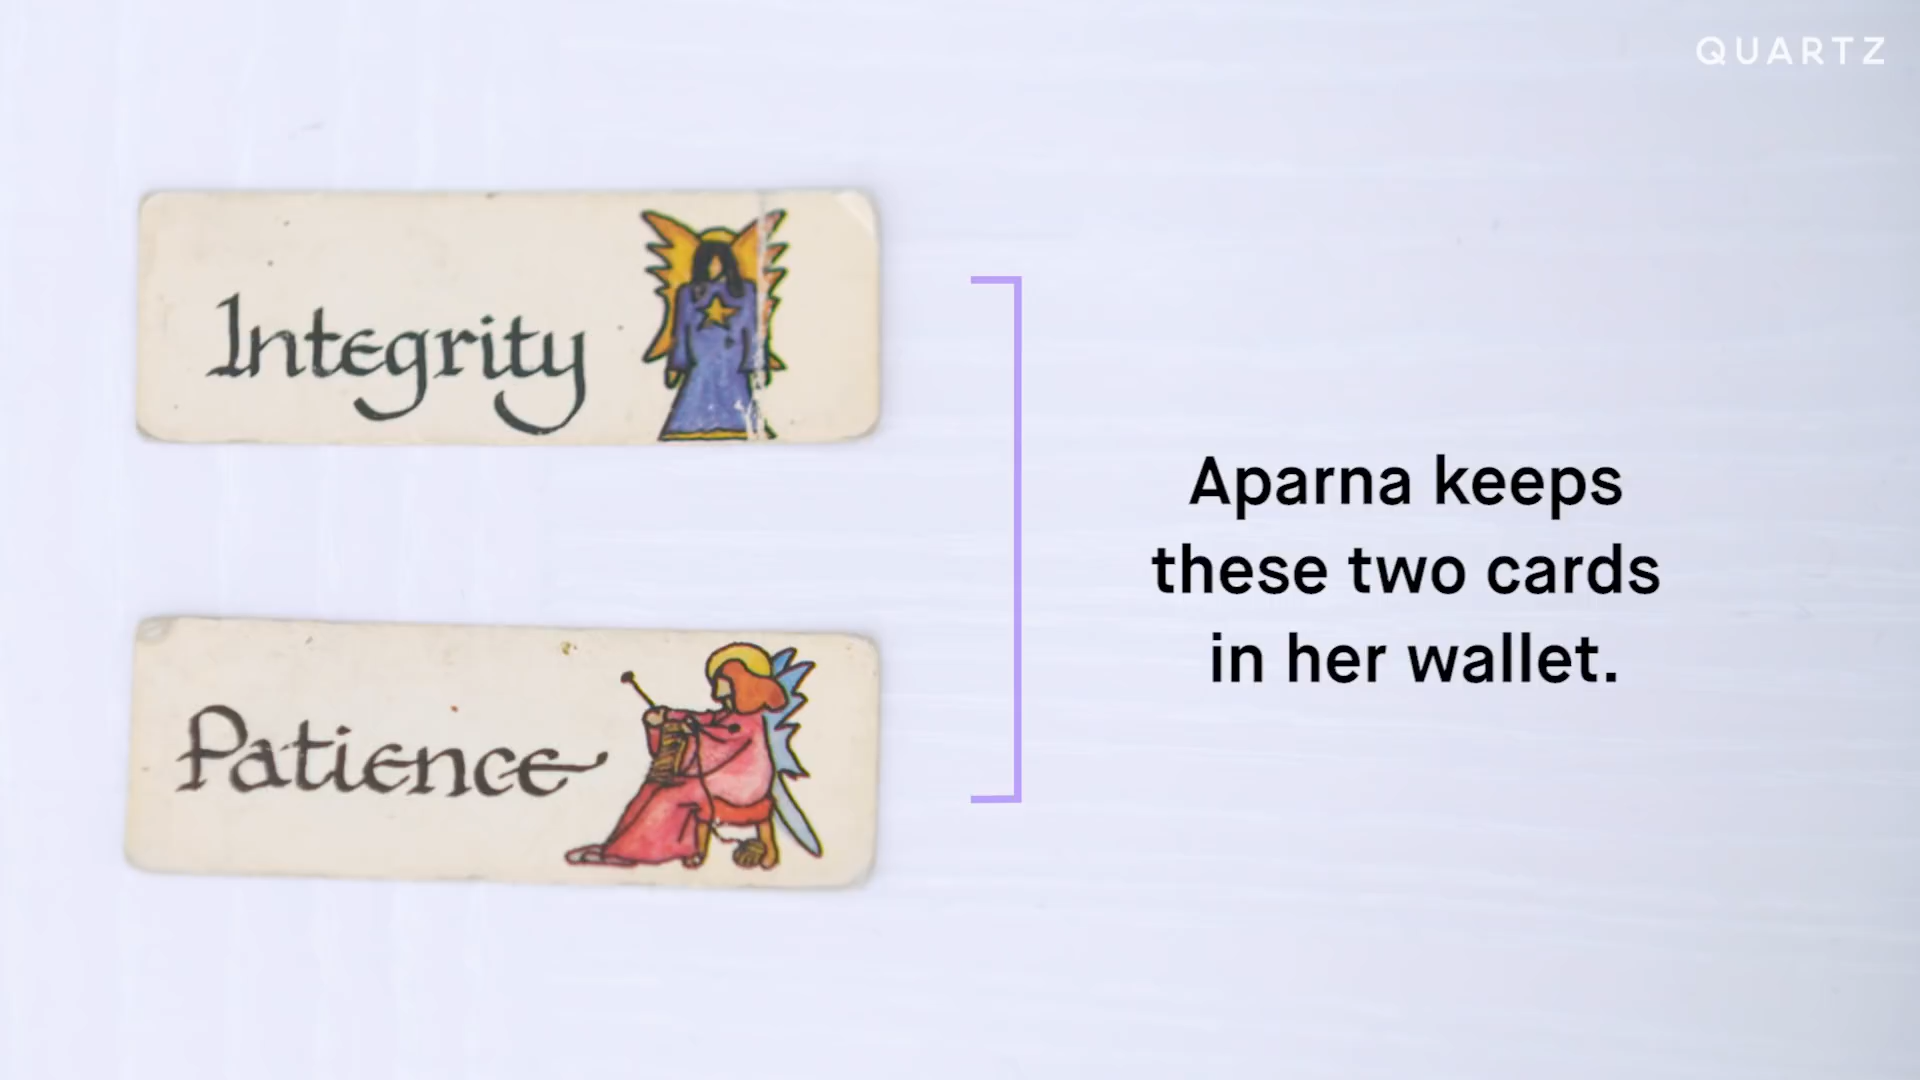 QUARTZ
Integrity
Patience
Aparna keeps
these two cards
in her wallet.